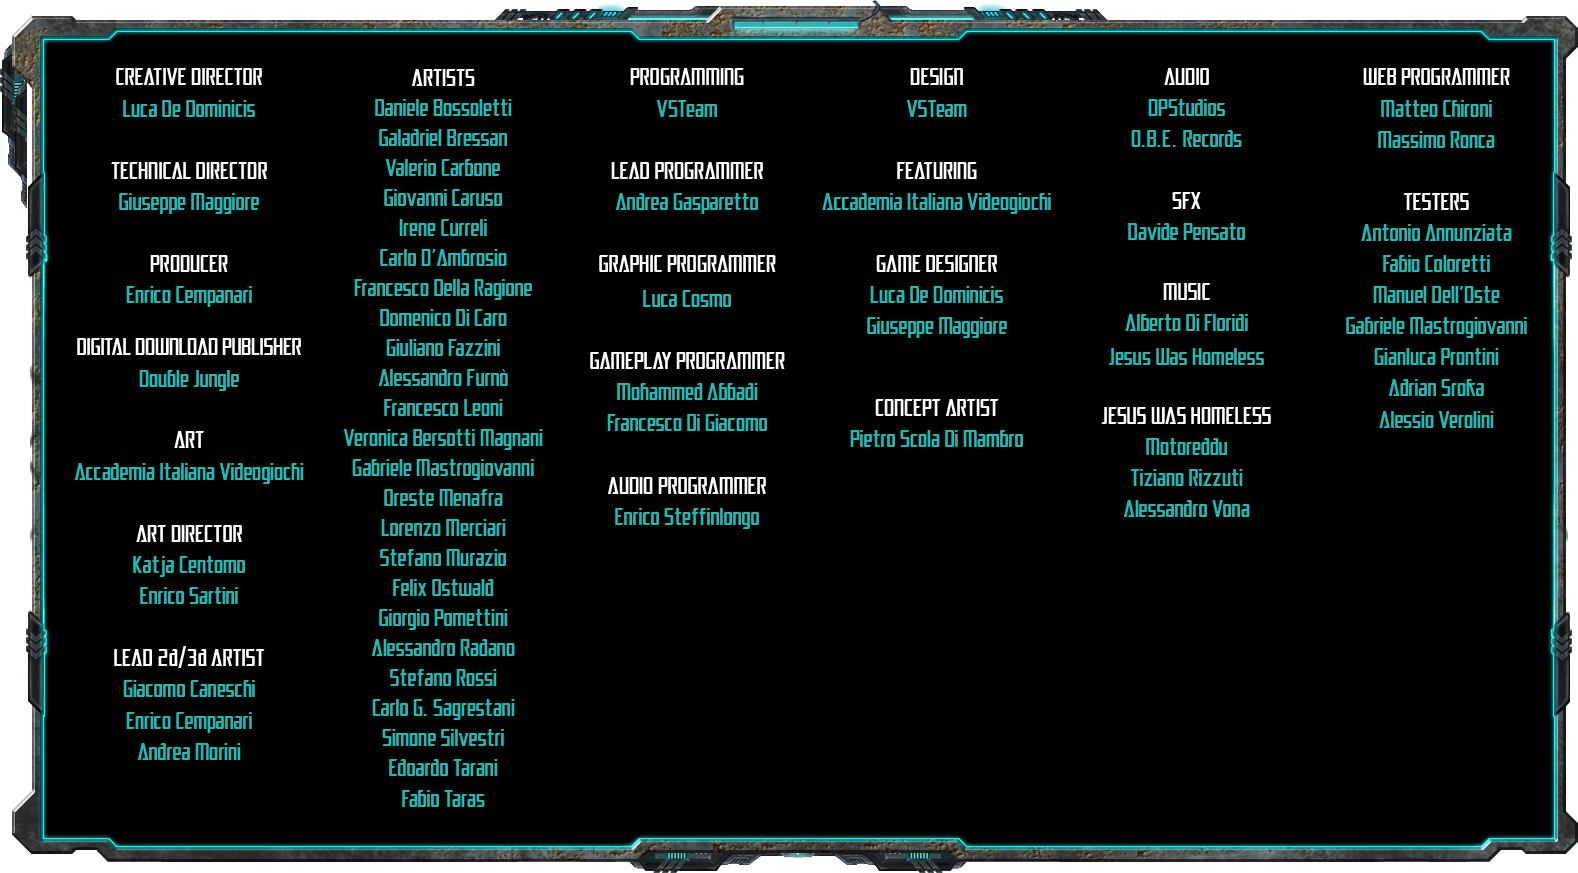 CREATIVE DIRECTOR
Luca De Dominicis
TECHNICAL DIRECTOR
Giuseppe Maggiore
PRODUCER
Enrico Cempanari
DIGITAL DOWNLOAD PUBLISHER
Double Jungle
ART
Accademia Italiana Videogiochi
ART DIRECTOR
Katja Centomo
Enrico Sartini
LEAD 2d/3d ARTIST
Giacomo Caneschi
Enrico Cempanari
Andrea Morini
ARTISTS
Daniele Bossoletti
Galadriel Bressan
Valerio Carbone
Giovanni Caruso
Irene Curreli
Carlo D'Ambrosio
Francesco Della Ragione
Domenico Di Caro
Giuliano Fazzini
Alessandro Furnò
Francesco Leoni
Veronica Bersotti Magnani
Gabriele Mastrogiovanni
Oreste Menafra
Lorenzo Merciari
Stefano Murazio
Felix Ostwald
Giorgio Pomettini
Alessandro Radano
Stefano Rossi
Carlo G. Sagrestani
Simone Silvestri
Edoardo Tarani
Fabio Taras
PROGRAMMING
VSTeam
LEAD PROGRAMMER
Andrea Gasparetto
GRAPHIC PROGRAMMER
Luca Cosmo
GAMEPLAY PROGRAMMER
Mohammed Abbadi
Francesco Di Giacomo
AUDIO PROGRAMMER
Enrico Steffinlongo
DESIGN
VSTeam
FEATURING
Accademia Italiana Videogiochi
GAME DESIGNER
Luca De Dominicis
Giuseppe Maggiore
CONCEPT ARTIST
Pietro Scola Di Mambro
AUDIO
DPStudios
O.B.E. Records
SFX
Davide Pensato
MUSIC
Alberto Di Floridi
Jesus Was Homeless
JESUS WAS HOMELESS
Motoreddu
Tiziano Rizzuti
Alessandro Vona
WEB PROGRAMMER
Matteo Chironi
Massimo Ronca
TESTERS
Antonio Annunziata
Fabio Coloretti
Manuel Dell'Oste
Gabriele Mastrogiovanni
Gianluca Prontini
Adrian Sroka
Alessio Verolini